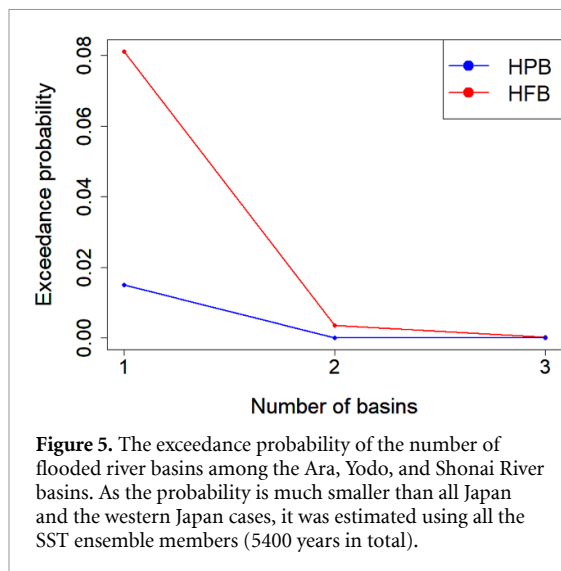 HPB
HFB
Exceedance probability
0.08
0.06
0.04
0.02
0.00
1 2 3
Number of basins
Figure 5. The exceedance probability of the number of
flooded river basins among the Ara, Yodo, and Shonai River
basins. As the probability is much smaller than all Japan
and the western Japan cases, it was estimated using all the
SST ensemble members (5400 years in total).